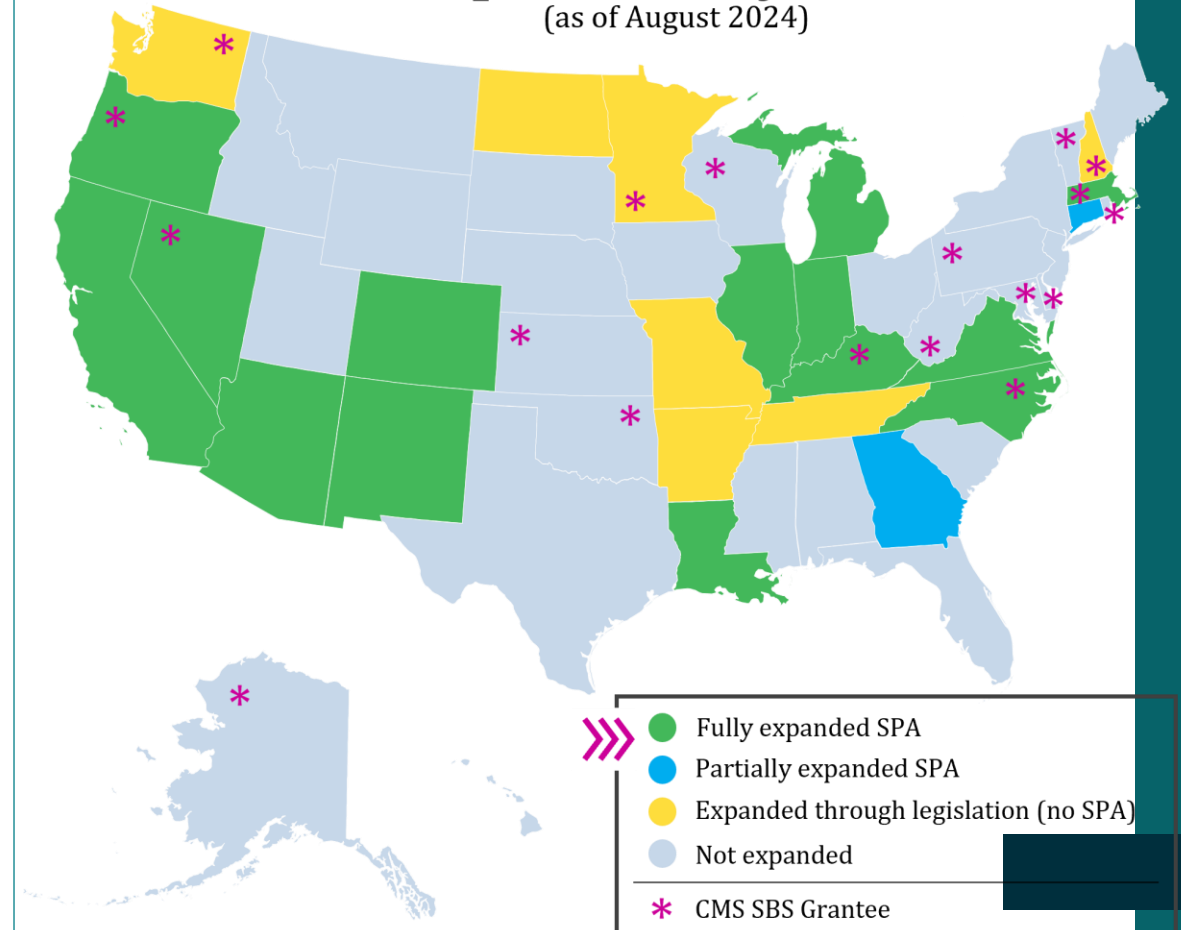 (as of August 2024)
Fully expanded SPA
Partially expanded SPA
Expanded through legislation (no SPA)
Not expanded
* CMS SBS Grantee